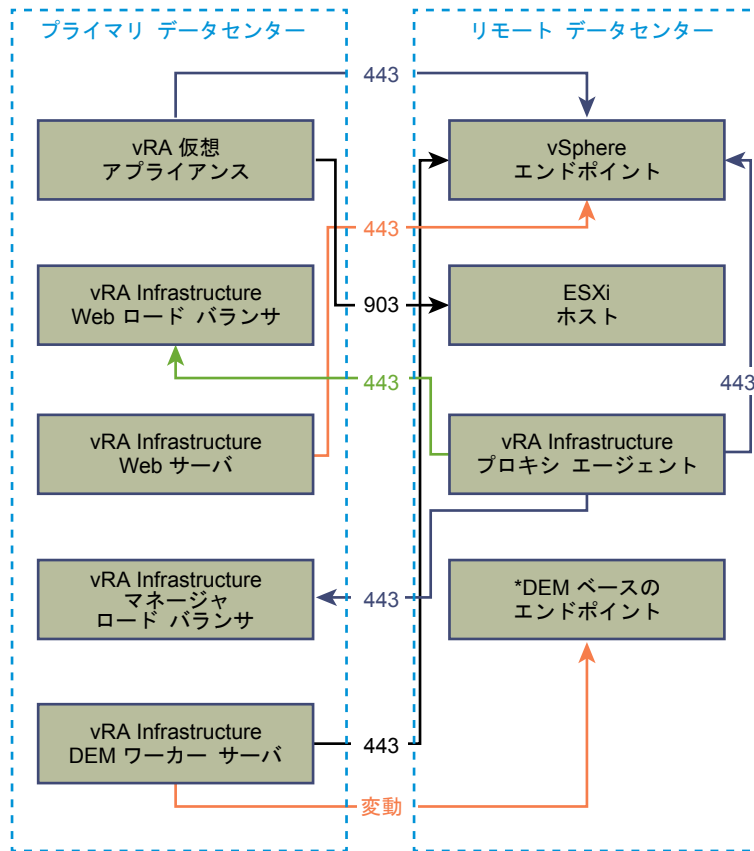 プライマリ データセンター
リモート データセンター
443
vRA 仮想
アプライアンス
vSphere
エンドポイント
443
vRA Infrastructure
Web ロード バランサ
903
ESXi
ホスト
443
443
vRA Infrastructure
Web サーバ
vRA Infrastructure
プロキシ エージェント
vRA Infrastructure
マネージャ
ロード バランサ
443
*DEM ベースの
エンドポイント
vRA Infrastructure
DEM ワーカー サーバ
443
変動